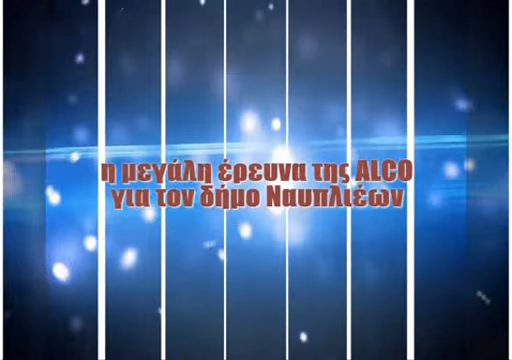 η μεγάλη έρευνα της ALCO
για τον δήμο Ναυπλιέων